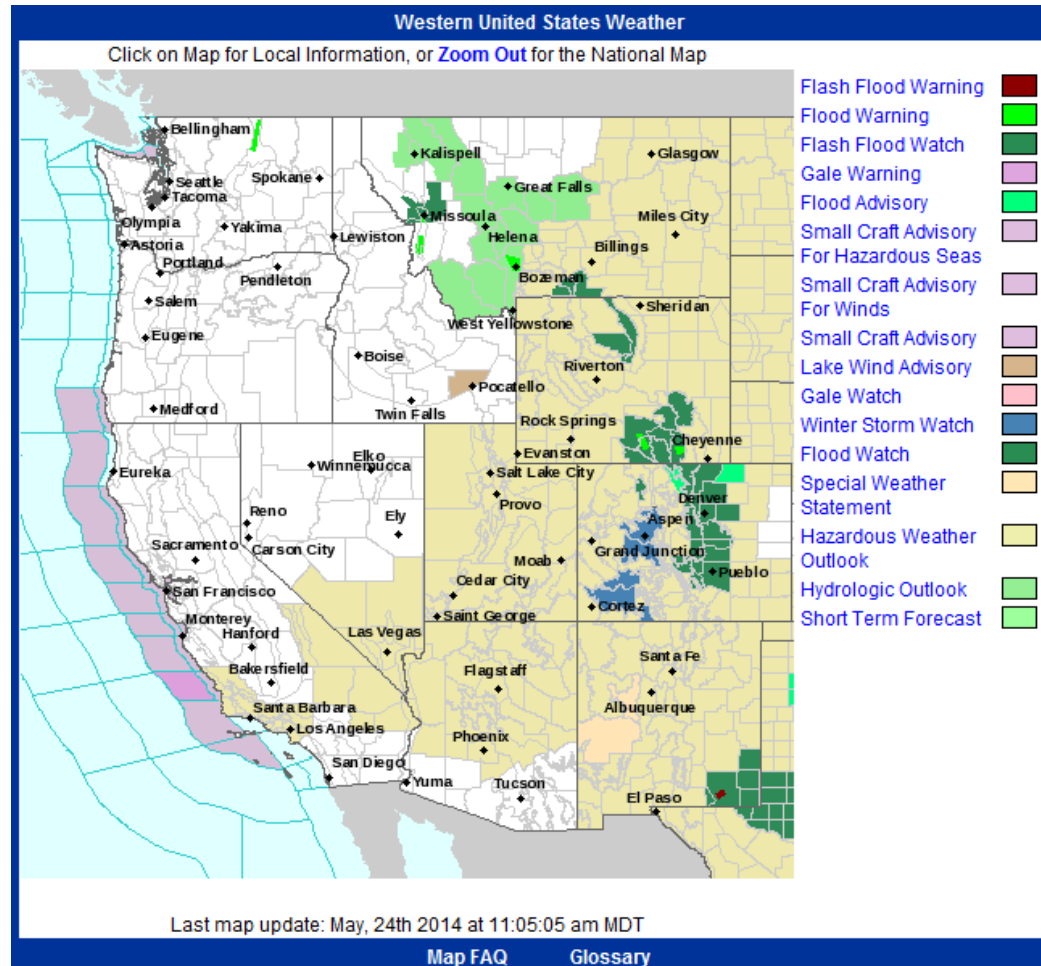 Western United States Weather
Click on Map for Local Information, or Zoom Out for the National Map
Flash Flood Warning
Flood Warning
Flash Flood Watch
Gale Warning
Flood Advisory
Small Craft Advisory
For Hazardous Seas
Small Craft Advisory
For Winds
Small Craft Advisory
Lake Wind Advisory
Gale Watch
Winter Storm Watch
Flood Watch
Special Weather
Statement
Hazardous Weather
Outlook
Hydrologic Outlook
Short Term Forecast
Bellingham
Kalispell
Glasgow
Seattle
Spokane
Great Falls
Tacoma
Olympia
Yakima
Missoula
Miles City
Helena
Astoria
Lewiston
Billings
Portland
Pendleton
Bozeman
Salem
Sheridan
West Yellowstone
Eugene
Boise
Riverton
Pocatello
Medford
Twin Falls
Rock Springs
Cheyenne
Evanston
Elko
Winnemucca
Eureka
Salt Lake City
Provo
Denver
Reno
Ely
Aspen
Carson City
Sacramento
Grand Junction
Moab
Pueblo
Cedar City
San Francisco
Cortez
Saint George
Monterey
Las Vegas
Hanford
Santa Fe
Bakersfield
Flagstaff
Albuquerque
Santa Barbara
Los Angeles
Phoenix
San Diego
Yuma
Tucson
El Paso
Last map update: May, 24th 2014 at 11:05:05 am MDT
Map FAQ Glossary